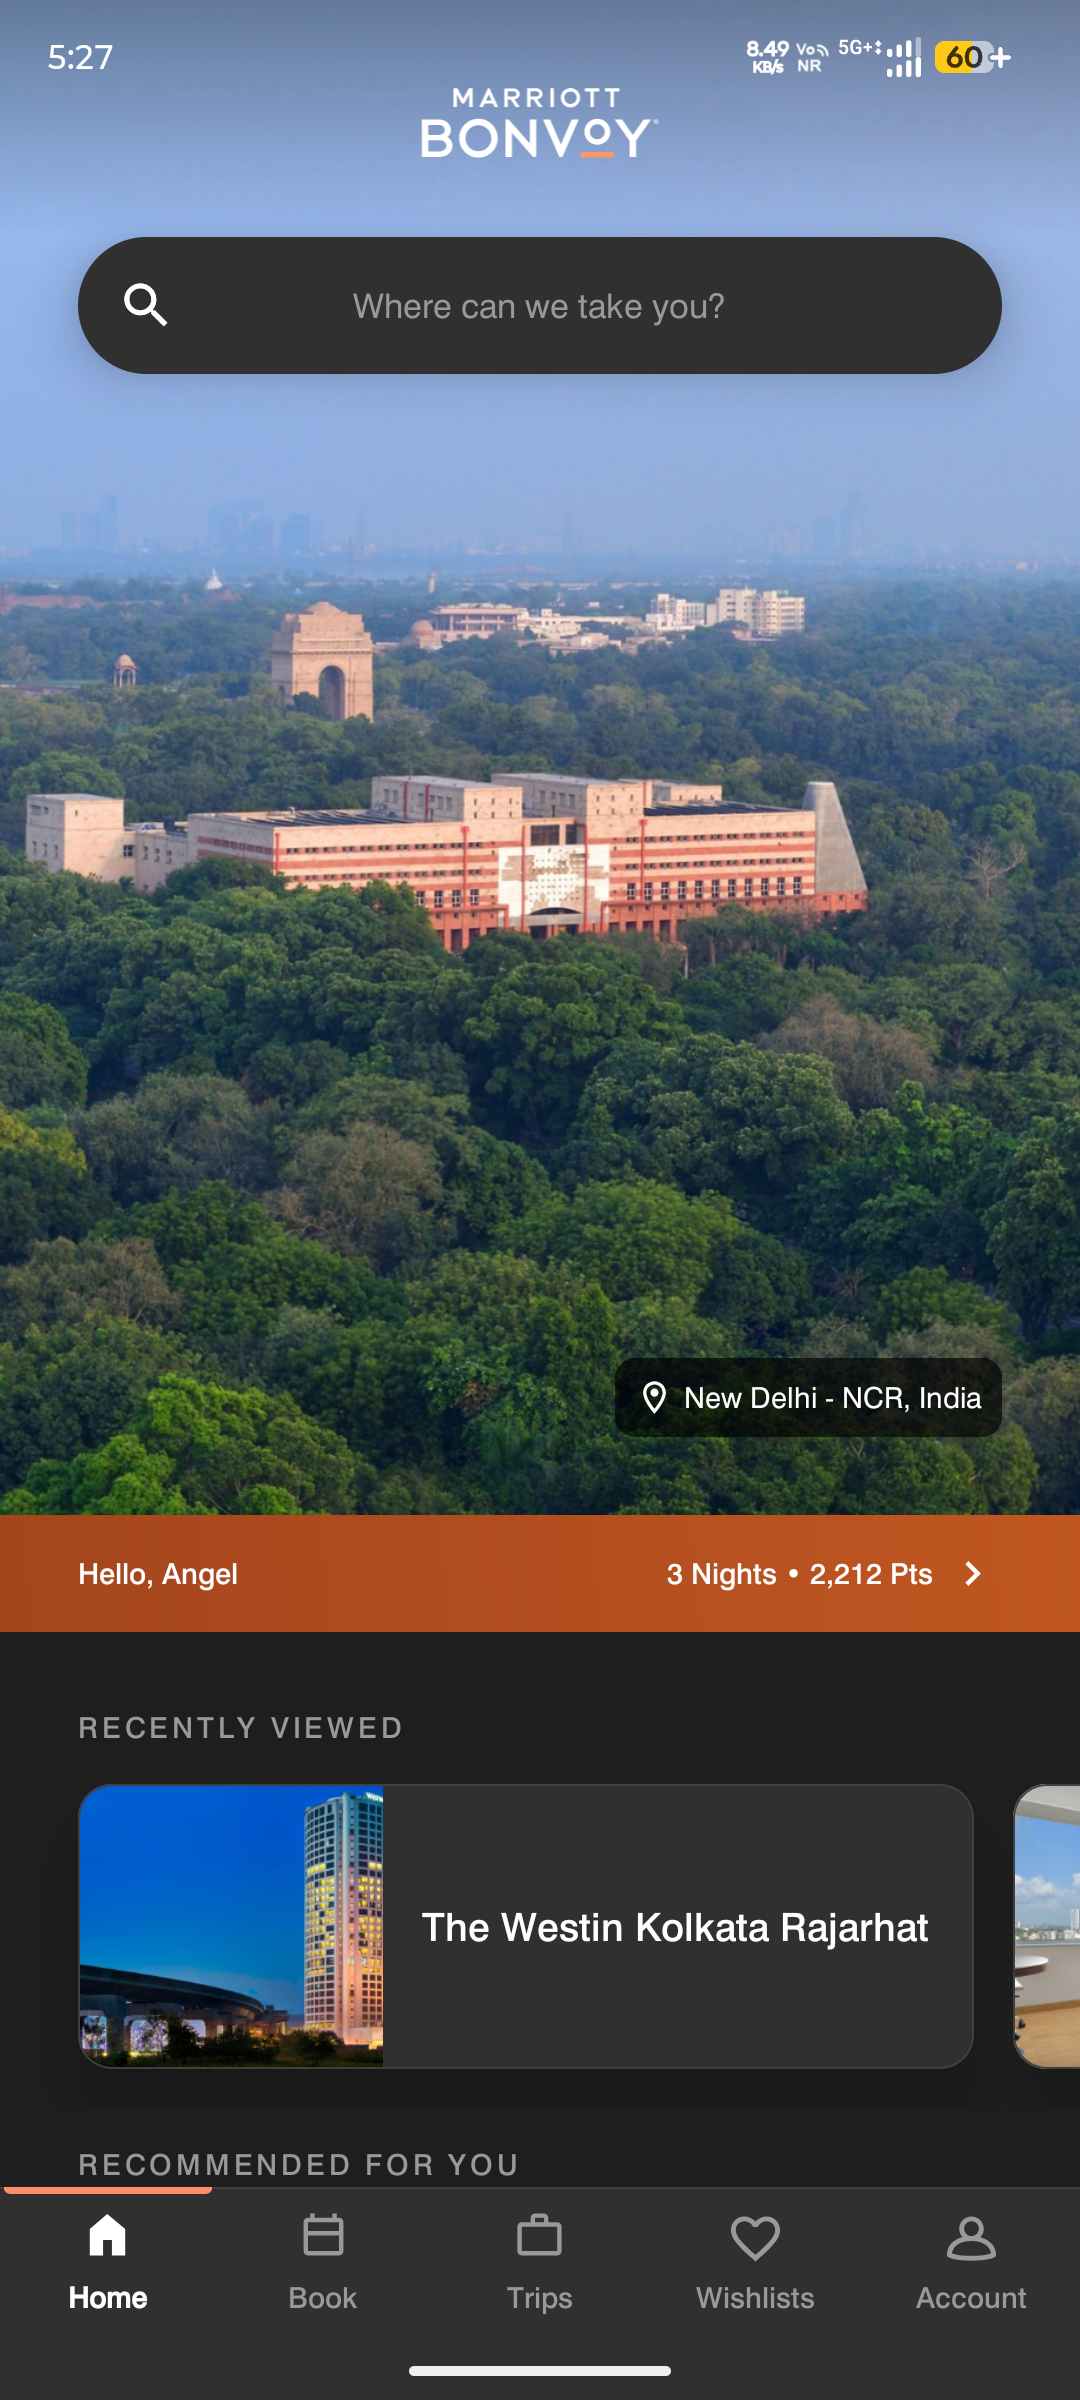 5:27
8.49 KB/s Vo NR 5G+ 60
MARRIOTT
BONVOY
Where can we take you?
New Delhi - NCR, India
Hello, Angel
3 Nights • 2,212 Pts
RECENTLY VIEWED
The Westin Kolkata Rajarhat
RECOMMENDED FOR YOU
Home
Book
Trips
Wishlists
Account